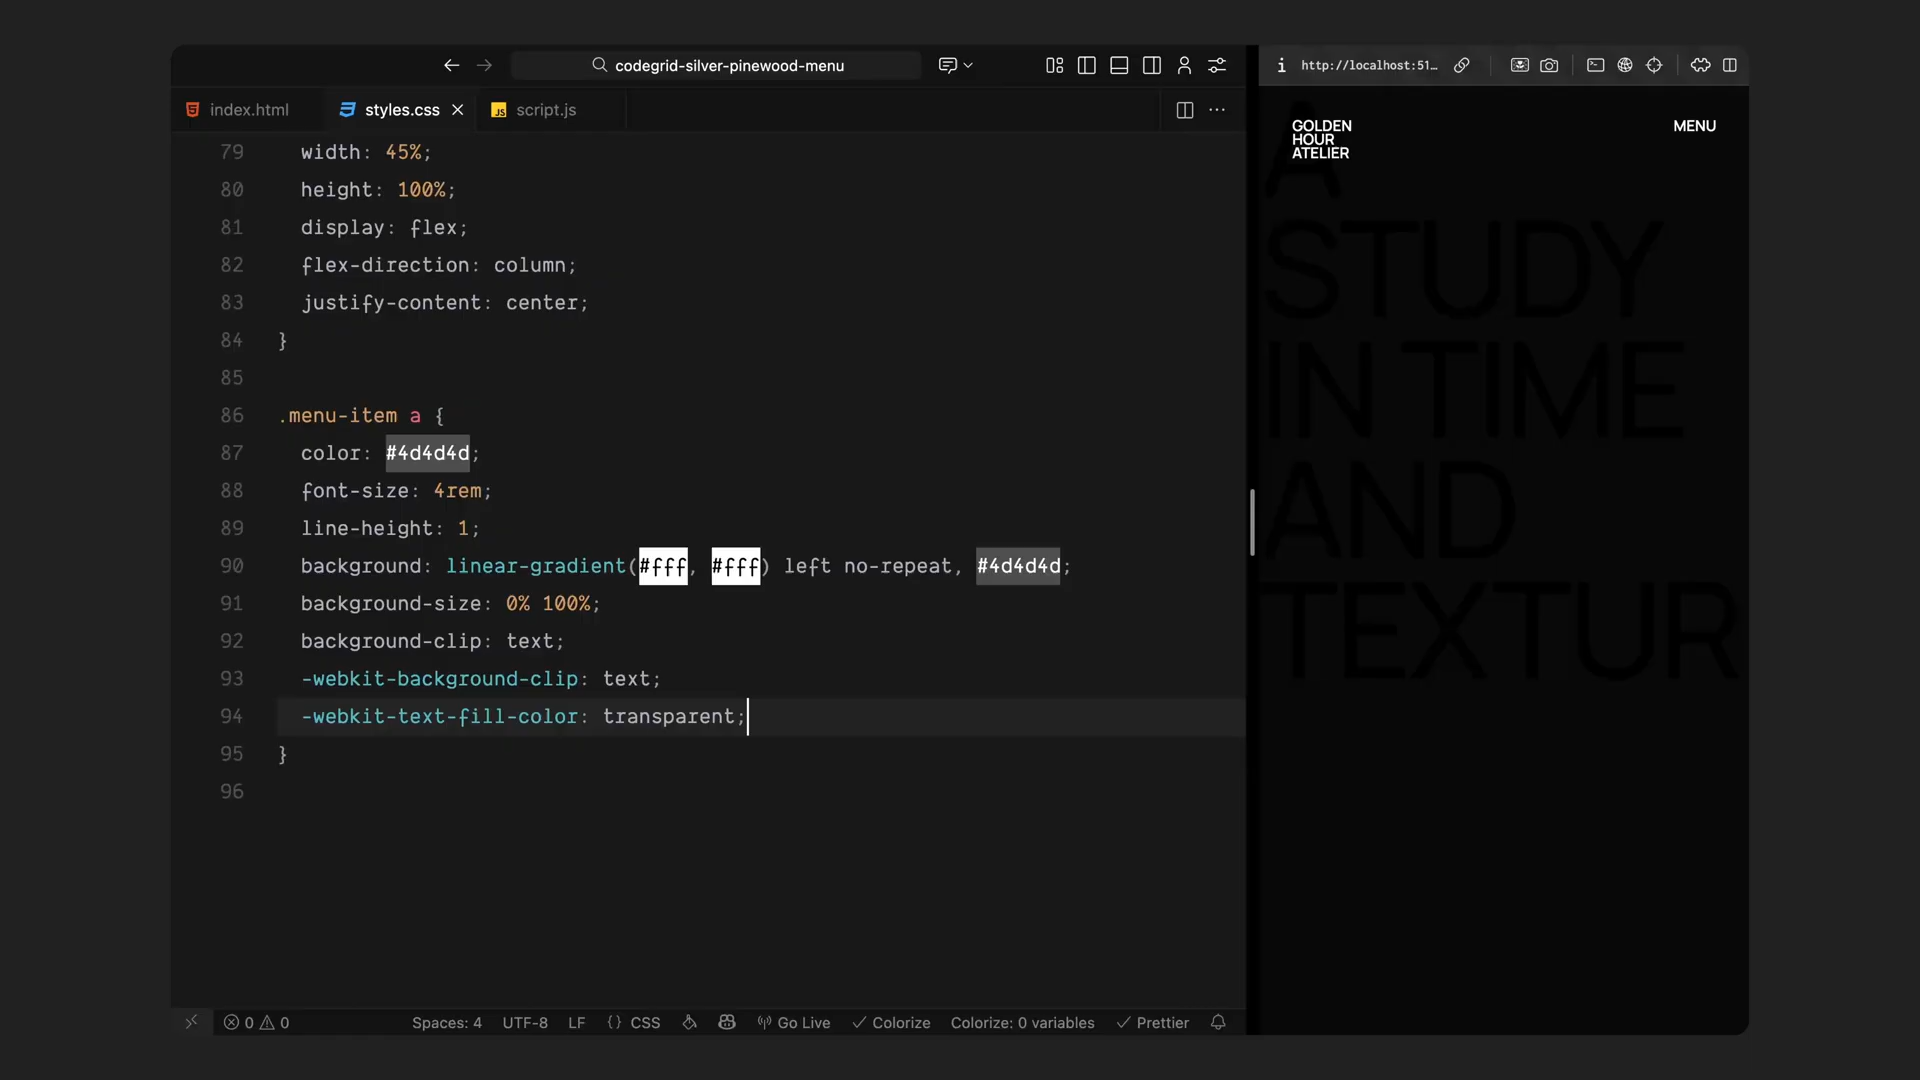 codegrid-silver-pinewood-menu
index.html
styles.css
JS script.js
79 width: 45%;
80 height: 100%;
81 display: flex;
82 flex-direction: column;
83 justify-content: center;
84 }
85
86 .menu-item a {
87 color: #4d4d4d;
88 font-size: 4rem;
89 line-height: 1;
90 background: linear-gradient(#fff, #fff) left no-repeat, #4d4d4d;
91 background-size: 0% 100%;
92 background-clip: text;
93 -webkit-background-clip: text;
94 -webkit-text-fill-color: transparent;
95 }
96
0 0
Spaces: 4
UTF-8
LF
{} CSS
Go Live
Colorize
Colorize: 0 variables
Prettier
http://localhost:51…
GOLDEN
HOUR
ATELIER
MENU
A
STUDY
IN TIME
AND
TEXTUR